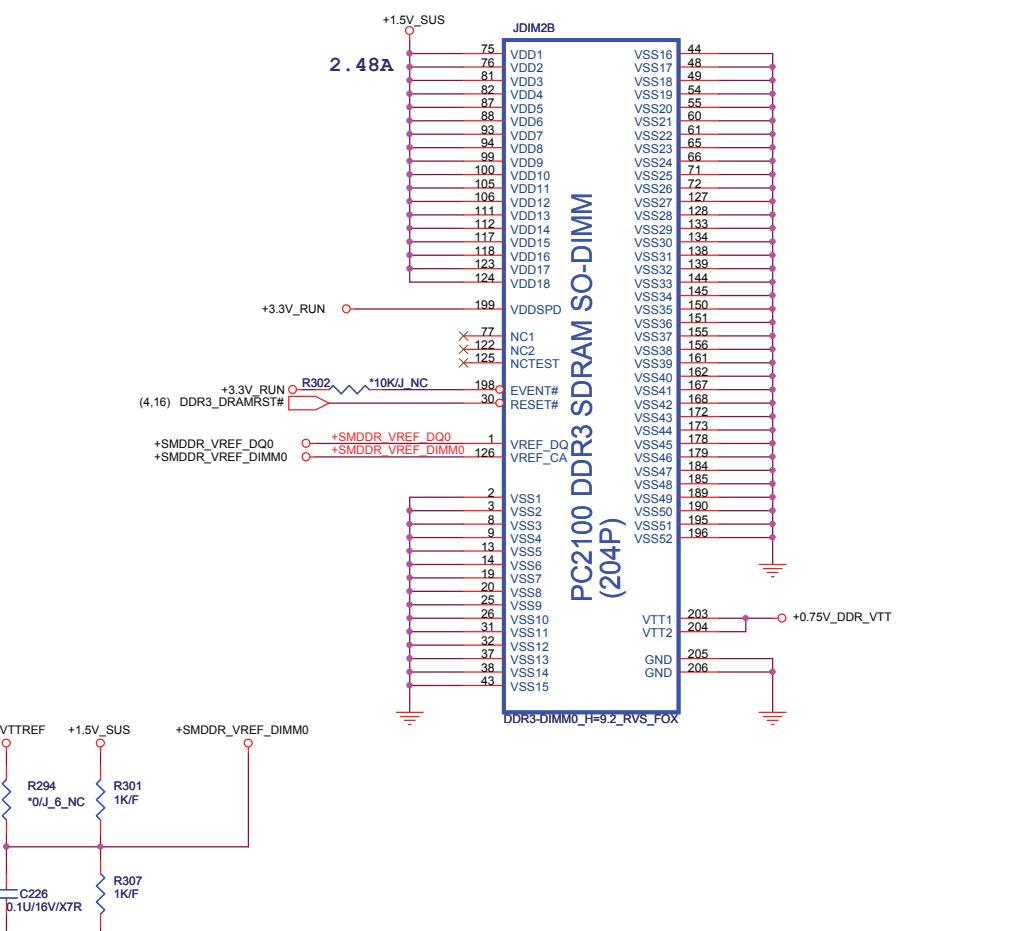 +1.5V_SUS
JDIM2B
2.48A
75 VDD1 VSS16 44
76 VDD2 VSS17 48
81 VDD3 VSS18 49
82 VDD4 VSS19 54
87 VDD5 VSS20 55
88 VDD6 VSS21 60
93 VDD7 VSS22 61
94 VDD8 VSS23 65
99 VDD9 VSS24 66
100 VDD10 VSS25 71
105 VDD11 VSS26 72
106 VDD12 VSS27 127
111 VDD13 VSS28 128
112 VDD14 VSS29 133
117 VDD15 VSS30 134
118 VDD16 VSS31 138
123 VDD17 VSS32 139
124 VDD18 VSS33 144
VSS34 145
+3.3V_RUN 199 VDDSPD VSS35 150
VSS36 151
77 NC1 VSS37 155
122 NC2 VSS38 156
125 NCTEST VSS39 161
VSS40 162
+3.3V_RUN R302 *10K/J_NC 198 EVENT# VSS41 167
(4,16) DDR3_DRAMRST# 30 RESET# VSS42 168
VSS43 172
VSS44 173
+SMDDR_VREF_DQ0 +SMDDR_VREF_DQ0 1 VREF_DQ VSS45 178
+SMDDR_VREF_DIMM0 +SMDDR_VREF_DIMM0 126 VREF_CA VSS46 179
VSS47 184
VSS48 185
2 VSS1 VSS49 189
3 VSS2 VSS50 190
8 VSS3 VSS51 195
9 VSS4 VSS52 196
13 VSS5
14 VSS6
19 VSS7
20 VSS8
25 VSS9
26 VSS10 VTT1 203 +0.75V_DDR_VTT
31 VSS11 VTT2 204
32 VSS12
37 VSS13 GND 205
38 VSS14 GND 206
43 VSS15
PC2100 DDR3 SDRAM SO-DIMM
(204P)
DDR3-DIMM0_H=9.2_RVS_FOX
VTTREF +1.5V_SUS +SMDDR_VREF_DIMM0
R294 R301
*0/J_6_NC 1K/F
C226 R307
0.1U/16V/X7R 1K/F